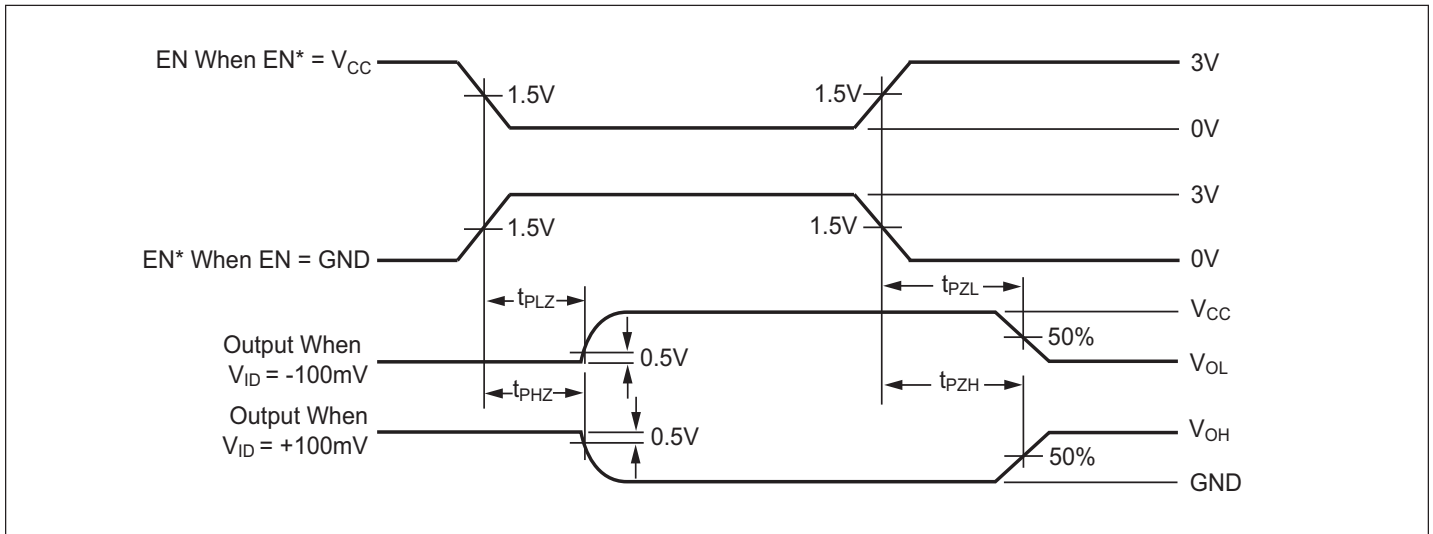 EN When EN* = VCC
1.5V
1.5V
3V
0V
3V
1.5V
1.5V
EN* When EN = GND
0V
tPLZ
tPZL
VCC
50%
Output When
VID = -100mV
0.5V
VOL
tPHZ
tPZH
Output When
VID = +100mV
0.5V
VOH
50%
GND